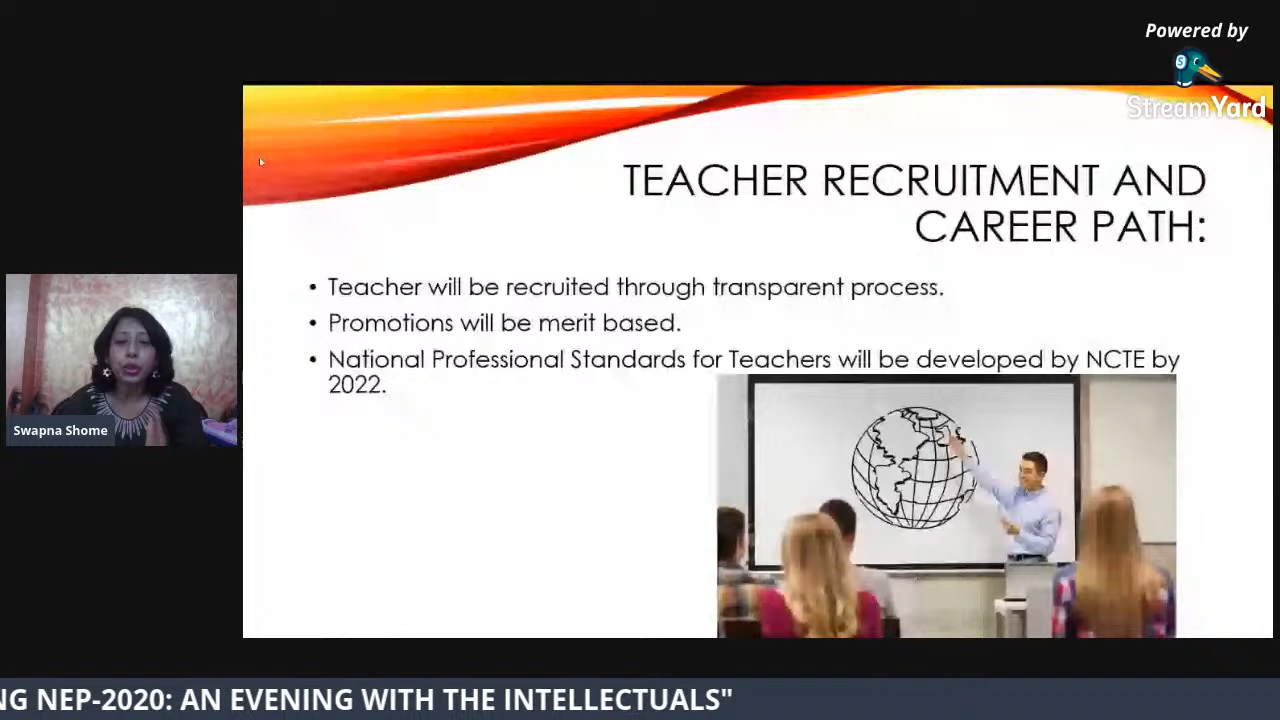 Powered by
StreamYard
TEACHER RECRUITMENT AND
CAREER PATH:
• Teacher will be recruited through transparent process.
• Promotions will be merit based.
• National Professional Standards for Teachers will be developed by NCTE by
2022.
Swapna Shome
NG NEP-2020: AN EVENING WITH THE INTELLECTUALS"